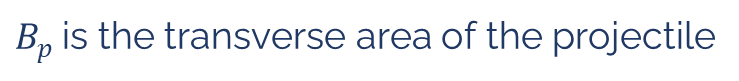 Bₚ is the transverse area of the projectile